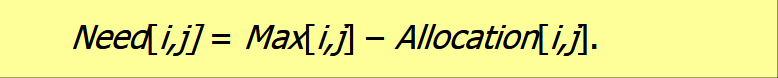 Need[i,j] = Max[i,j] – Allocation[i,j].